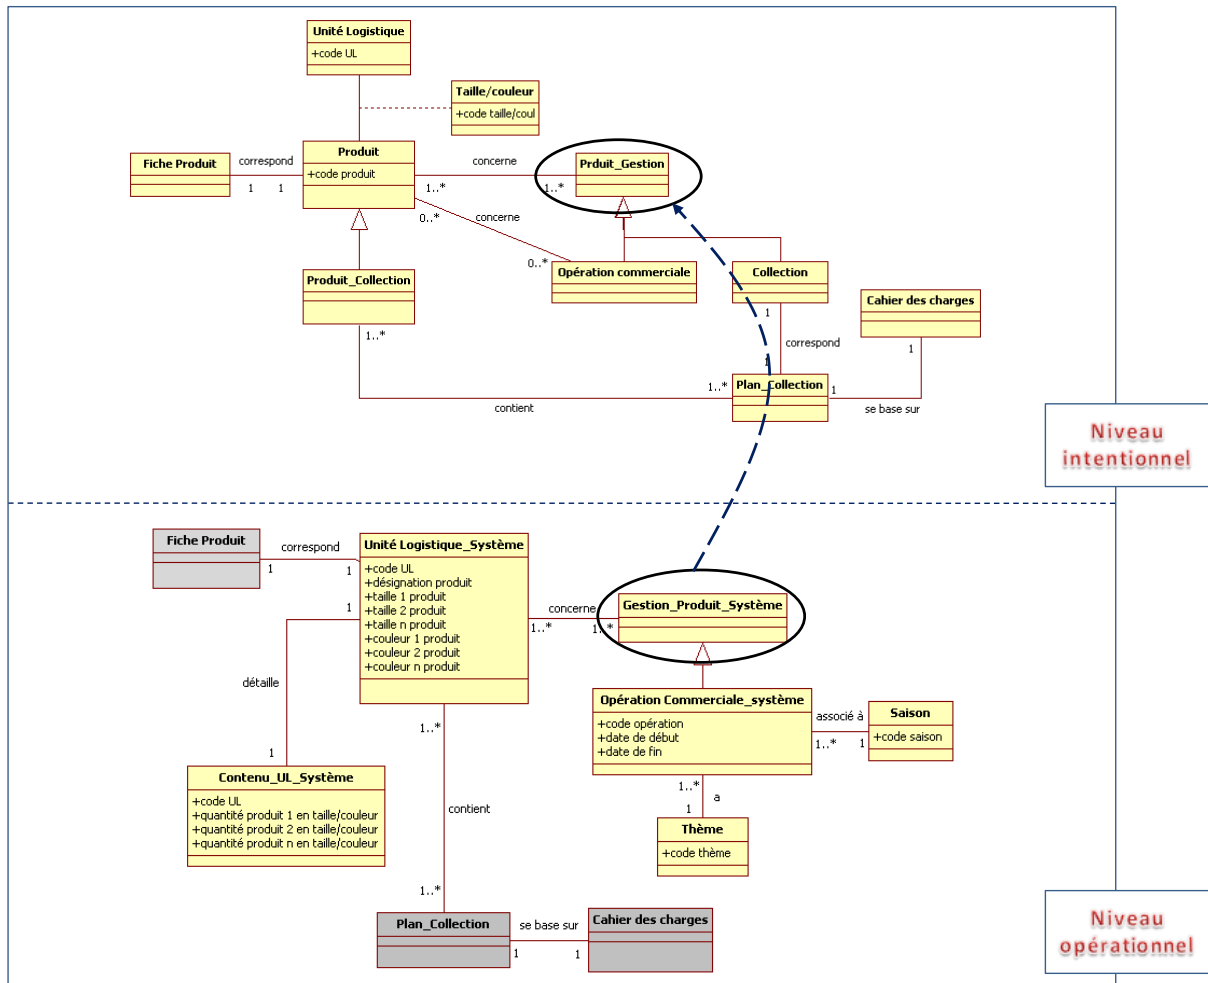 Unité Logistique
+code UL
Taille/couleur
+code taille/coul
Fiche Produit
correspond
1
1
Produit
+code produit
concerne
1..*
1..*
Prduit_Gestion
0..*
concerne
0..*
Produit_Collection
Opération commerciale
Collection
Cahier des charges
1..*
1
correspond
1
1
1..*
Plan_Collection
1
contient
se base sur
Niveau
intentionnel
Fiche Produit
correspond
1
1
Unité Logistique_Système
+code UL
+désignation produit
+taille 1 produit
+taille 2 produit
+taille n produit
+couleur 1 produit
+couleur 2 produit
+couleur n produit
concerne
1..*
1..*
Gestion_Produit_Système
1
détaille
1
Opération Commerciale_système
+code opération
+date de début
+date de fin
associé à
1..*
1
Saison
+code saison
1..*
Contenu_UL_Système
+code UL
+quantité produit 1 en taille/couleur
+quantité produit 2 en taille/couleur
+quantité produit n en taille/couleur
contient
1..*
a
1
Thème
+code thème
1..*
Plan_Collection
se base sur
1
1
Cahier des charges
Niveau
opérationnel